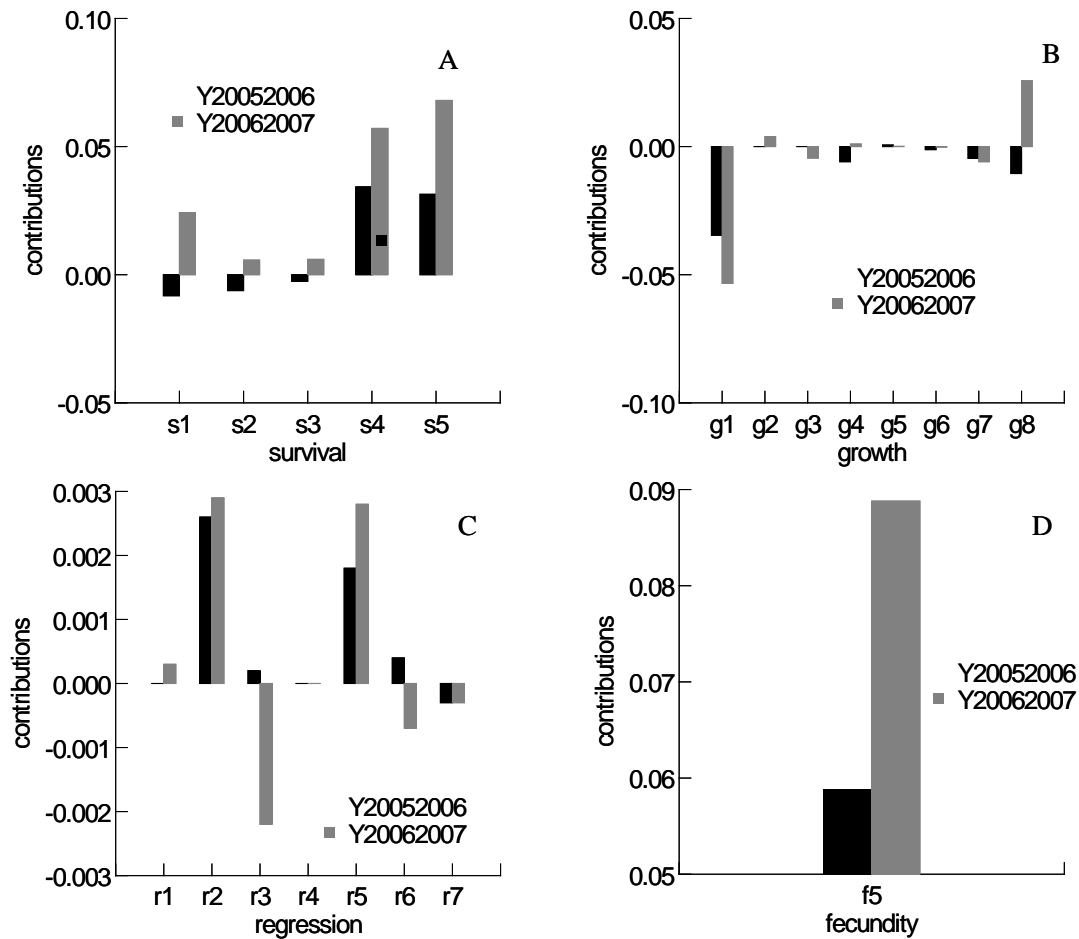 0.10
0.05
0.00
-0.05
contributions
A
Y20052006
Y20062007
s1 s2 s3 s4 s5
survival
0.05
0.00
-0.05
-0.10
contributions
B
Y20052006
Y20062007
g1 g2 g3 g4 g5 g6 g7 g8
growth
0.003
0.002
0.001
0.000
-0.001
-0.002
-0.003
contributions
C
Y20052006
Y20062007
r1 r2 r3 r4 r5 r6 r7
regression
0.09
0.08
0.07
0.06
0.05
contributions
D
Y20052006
Y20062007
f5
fecundity